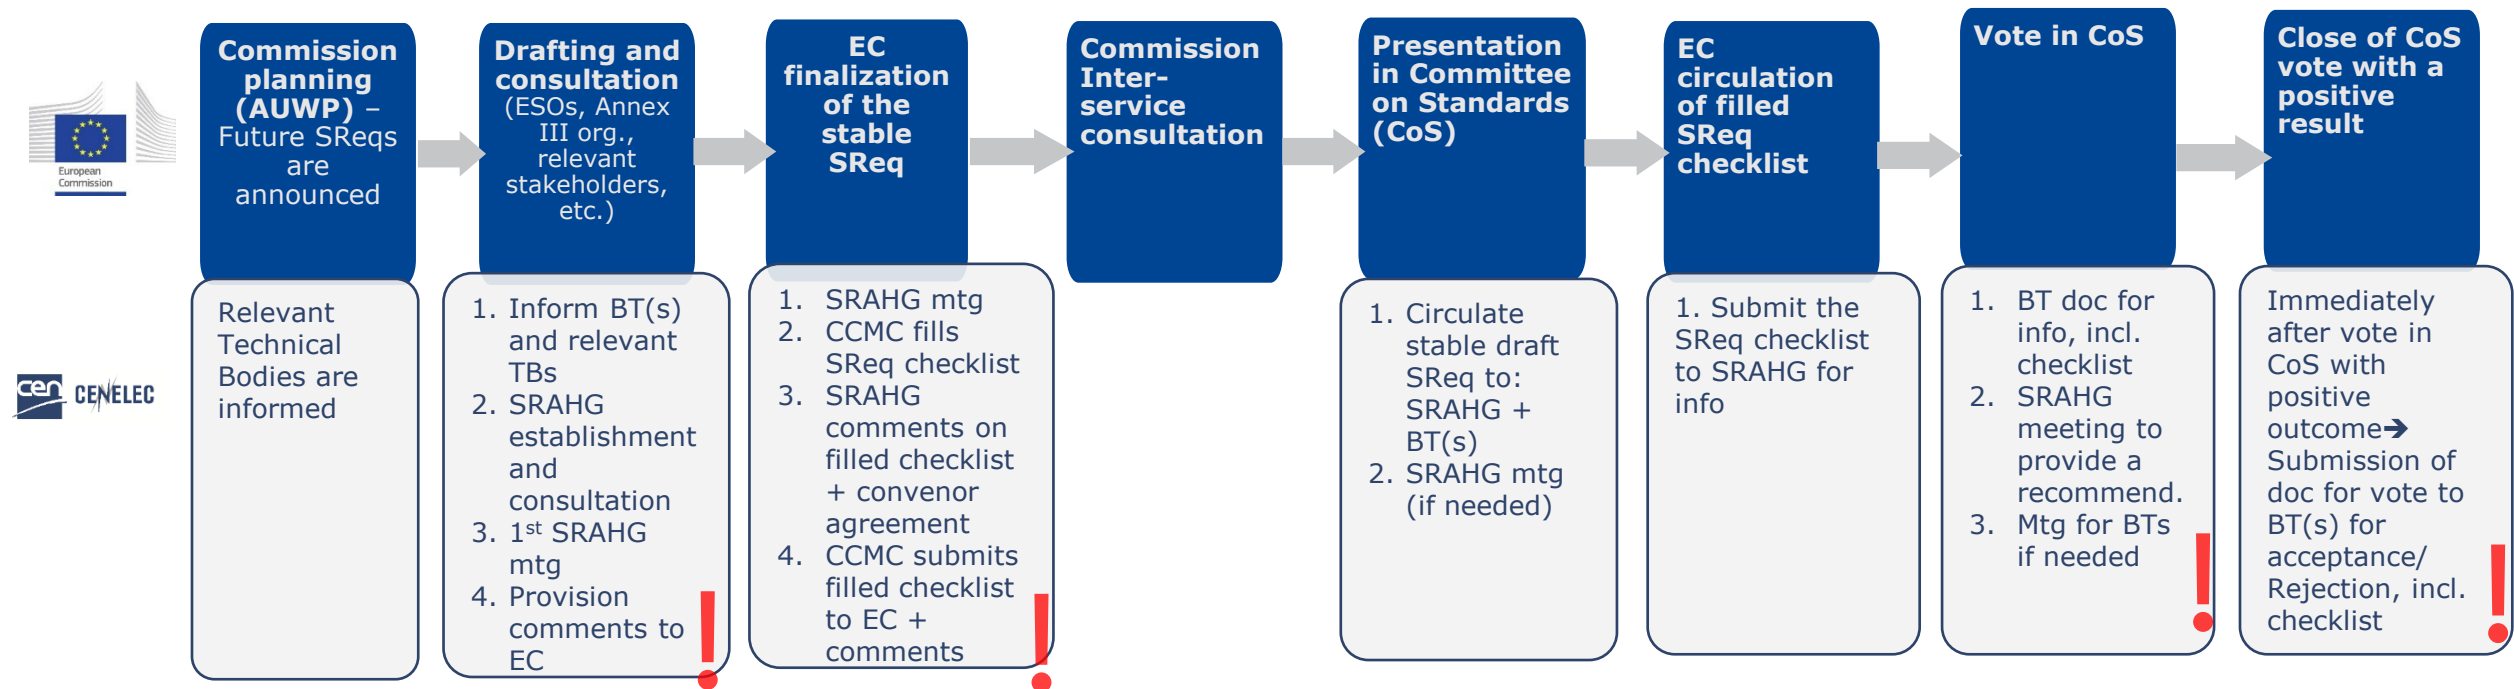 European
Commission
Commission
planning
(AUWP) –
Future SReqs
are
announced
Drafting and
consultation
(ESOs, Annex
III org.,
relevant
stakeholders,
etc.)
EC
finalization
of the
stable
SReq
Commission
Inter-
service
consultation
Presentation
in Committee
on Standards
(CoS)
EC
circulation
of filled
SReq
checklist
Vote in CoS
Close of CoS
vote with a
positive
result
cen CENELEC
Relevant
Technical
Bodies are
informed
1. Inform BT(s)
and relevant
TBs
2. SRAHG
establishment
and
consultation
3. 1st SRAHG
mtg
4. Provision
comments to
EC
!
1. SRAHG mtg
2. CCMC fills
SReq checklist
3. SRAHG
comments on
filled checklist
+ convenor
agreement
4. CCMC submits
filled checklist
to EC +
comments
!
1. Circulate
stable draft
SReq to:
SRAHG +
BT(s)
2. SRAHG mtg
(if needed)
1. Submit the
SReq checklist
to SRAHG for
info
1. BT doc for
info, incl.
checklist
2. SRAHG
meeting to
provide a
recommend.
3. Mtg for BTs
if needed
!
Immediately
after vote in
CoS with
positive
outcome➔
Submission of
doc for vote to
BT(s) for
acceptance/
Rejection, incl.
checklist
!